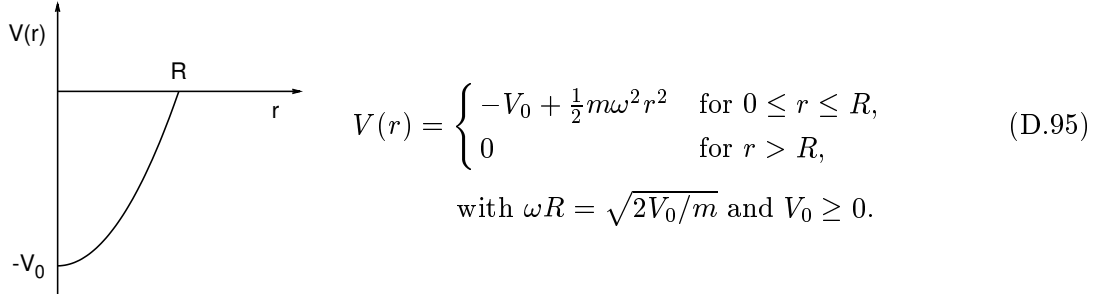 V(r)
R
r
-V₀
V(r) = { −V₀ + ½mω²r² for 0 ≤ r ≤ R,
0 for r > R,
(D.95)
with ωR = √(2V₀/m) and V₀ ≥ 0.